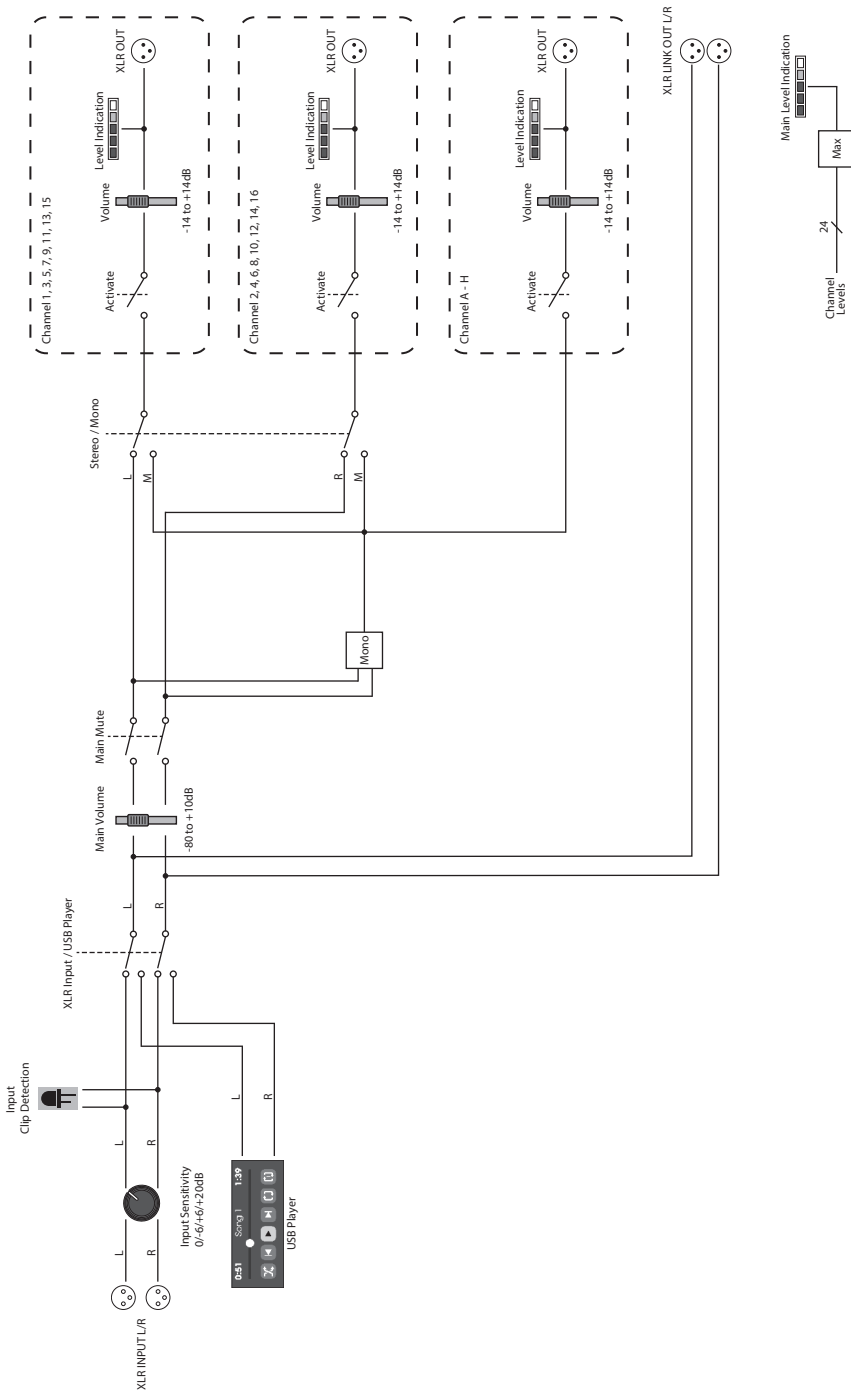 XLR INPUT L/R
L
R
Input Sensitivity
0/-6/+6/+20dB
L
R
Input
Clip Detection
0:51
Song 1
1:39
USB Player
L
R
XLR Input / USB Player
L
R
Main Volume
-80 to +10dB
Main Mute
Mono
Stereo / Mono
L
M
R
M
Channel 1, 3, 5, 7, 9, 11, 13, 15
Activate
Volume
-14 to +14dB
Level Indication
XLR OUT
Channel 2, 4, 6, 8, 10, 12, 14, 16
Activate
Volume
-14 to +14dB
Level Indication
XLR OUT
Channel A - H
Activate
Volume
-14 to +14dB
Level Indication
XLR OUT
XLR LINK OUT L/R
Channel
Levels
24
Max
Main Level Indication